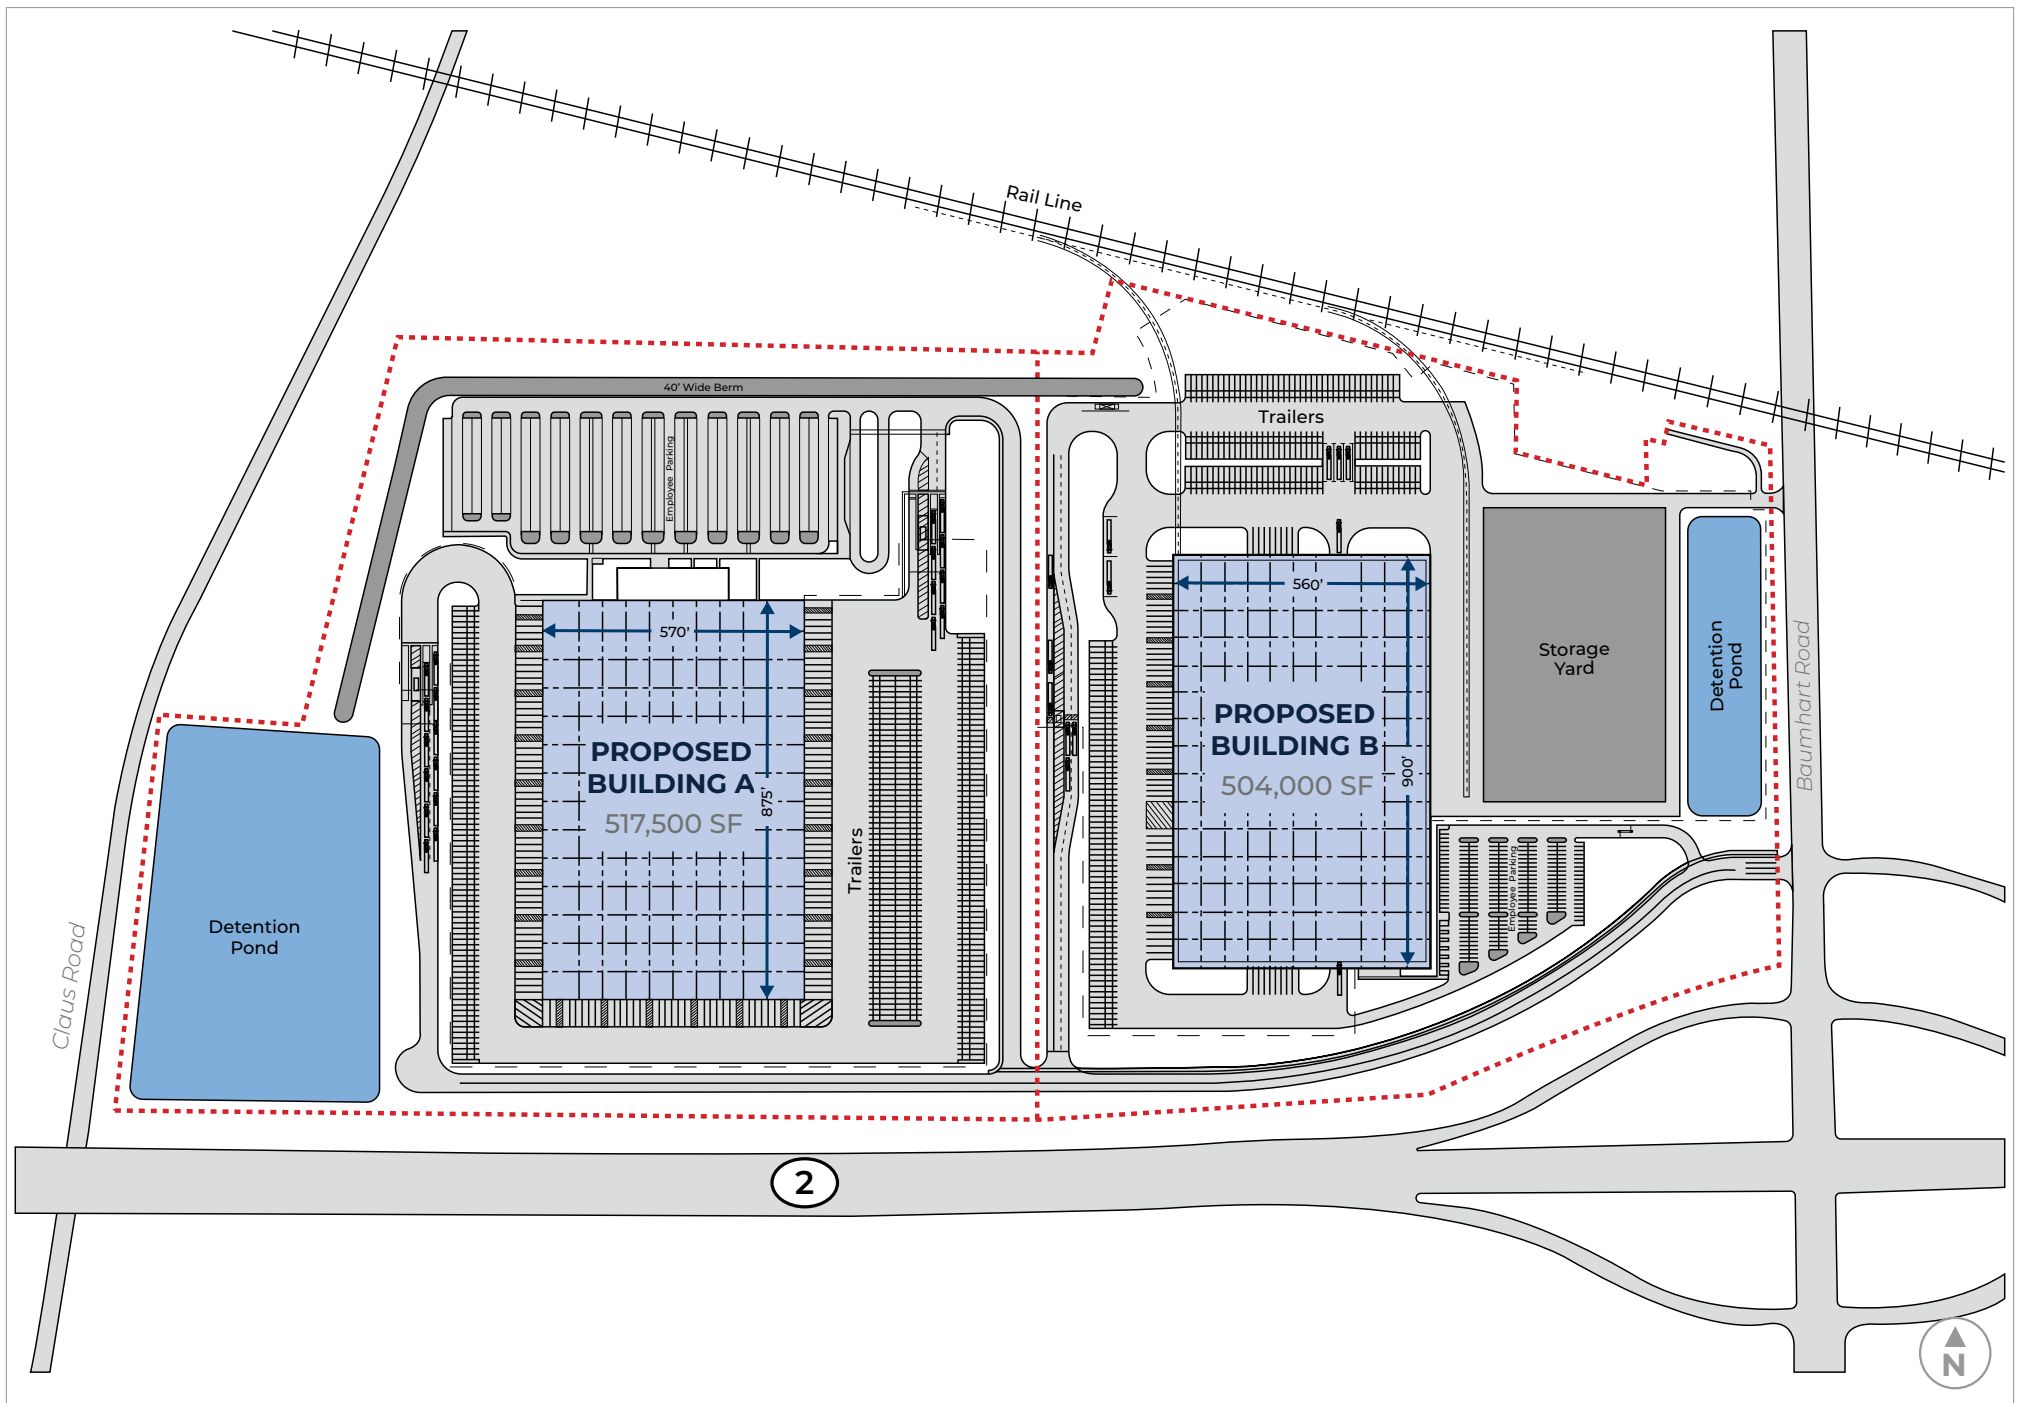 Rail Line
40' Wide Berm
Trailers
Employee Parking
560'
570'
Storage
Yard
Detention
Pond
Baumhart Road
PROPOSED
BUILDING A
517,500 SF
875'
PROPOSED
BUILDING B
504,000 SF
900'
Trailers
Employee Parking
Detention
Pond
Claus Road
2
N